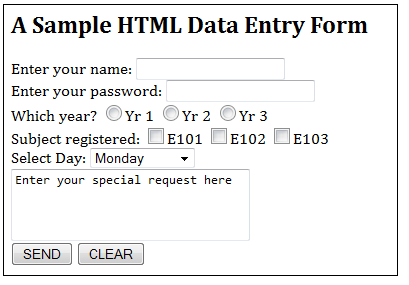 A Sample HTML Data Entry Form
Enter your name:
Enter your password:
Which year? Yr 1 Yr 2 Yr 3
Subject registered: E101 E102 E103
Select Day: Monday
Enter your special request here
SEND CLEAR